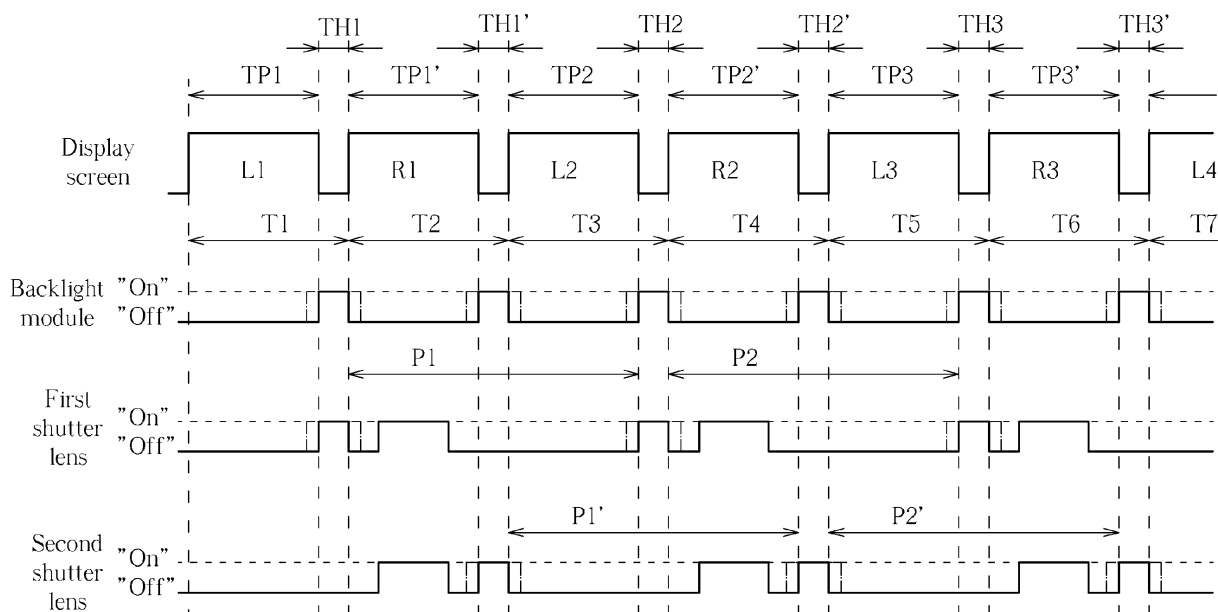 TH1 TH1' TH2 TH2' TH3 TH3'
TP1 TP1' TP2 TP2' TP3 TP3'
Display
screen
L1 R1 L2 R2 L3 R3 L4
T1 T2 T3 T4 T5 T6 T7
Backlight
module
"On"
"Off"
P1 P2
First
shutter
lens
"On"
"Off"
P1' P2'
Second
shutter
lens
"On"
"Off"